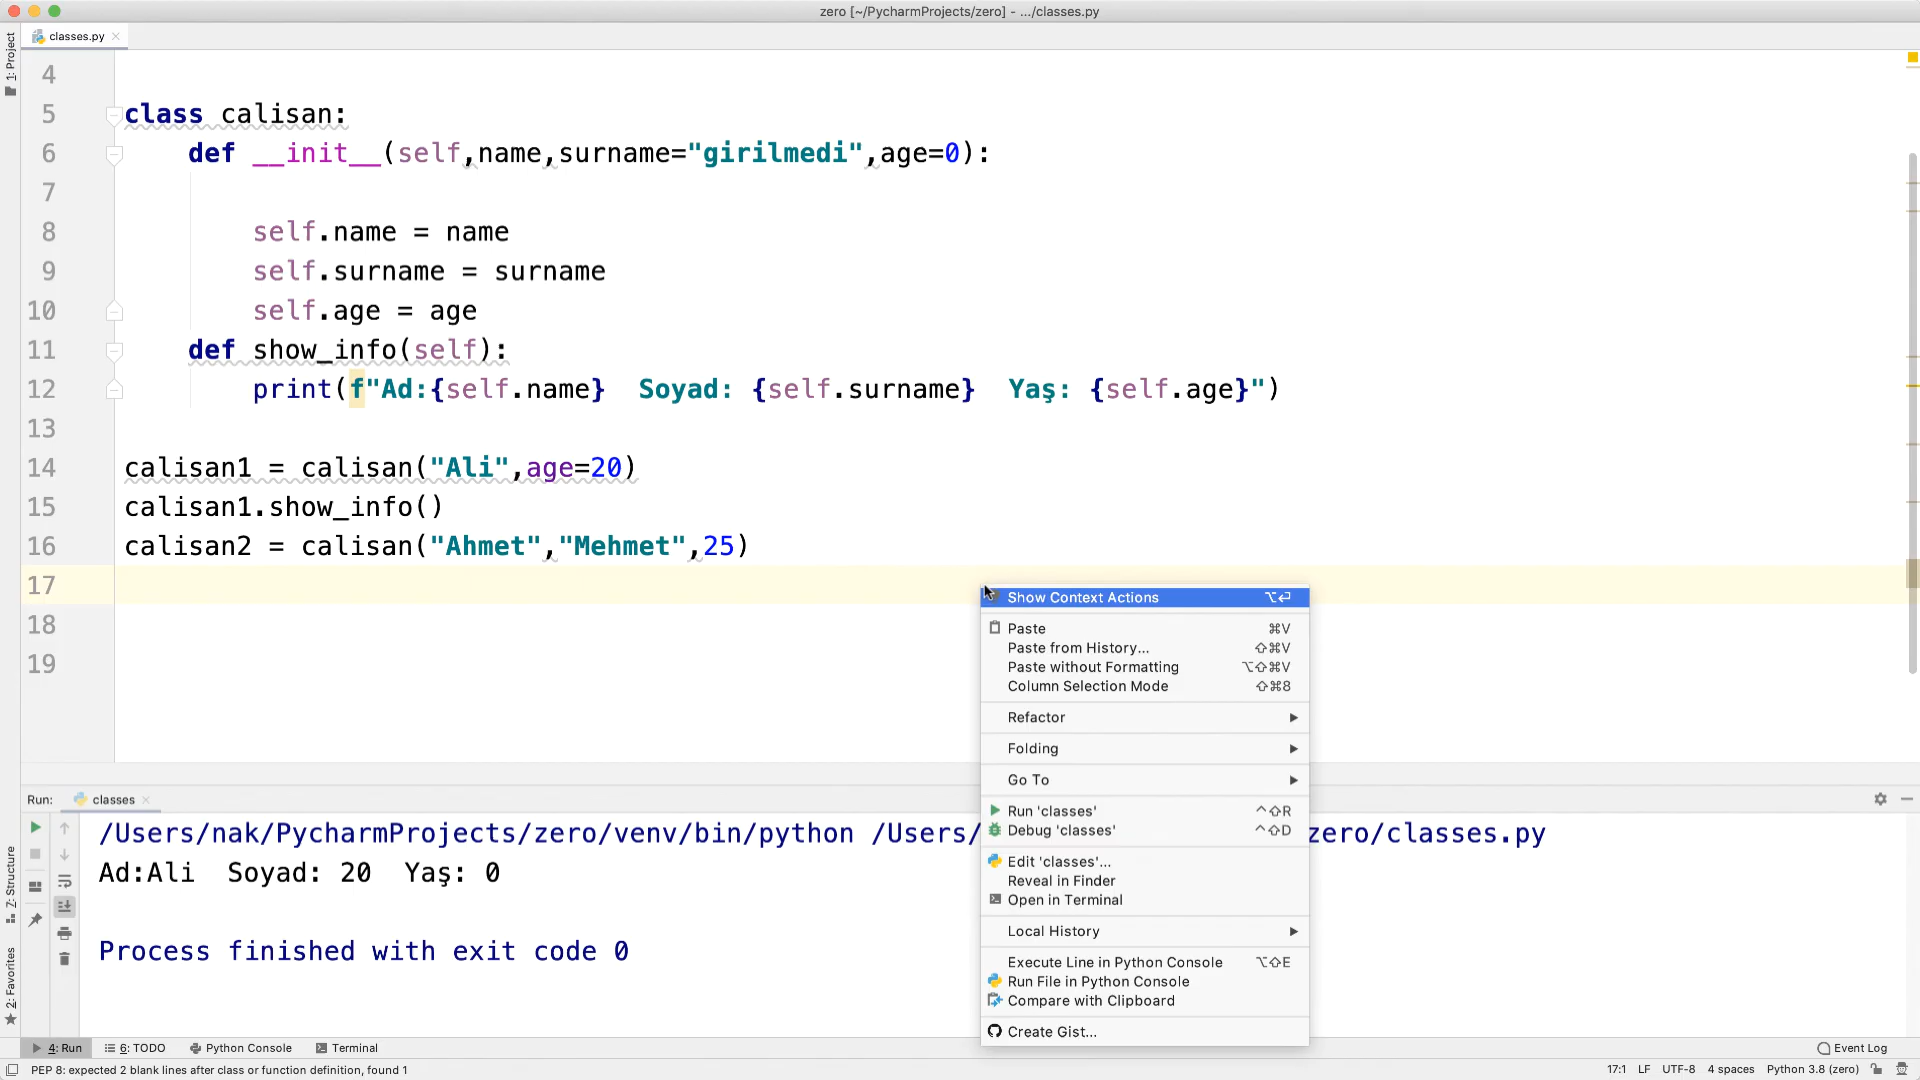 zero [~/PycharmProjects/zero] - .../classes.py
classes.py
1: Project
4
5 class calisan:
6 def __init__(self,name,surname="girilmedi",age=0):
7
8 self.name = name
9 self.surname = surname
10 self.age = age
11 def show_info(self):
12 print(f"Ad:{self.name}  Soyad: {self.surname}  Yaş: {self.age}")
13
14 calisan1 = calisan("Ali",age=20)
15 calisan1.show_info()
16 calisan2 = calisan("Ahmet","Mehmet",25)
17
18
19
Show Context Actions ⌥⏎
Paste ⌘V
Paste from History... ⇧⌘V
Paste without Formatting ⌥⇧⌘V
Column Selection Mode ⇧⌘8
Refactor
Folding
Go To
Run 'classes' ⌃⇧R
Debug 'classes' ⌃⇧D
Edit 'classes'...
Reveal in Finder
Open in Terminal
Local History
Execute Line in Python Console ⌥⇧E
Run File in Python Console
Compare with Clipboard
Create Gist...
Run: classes
/Users/nak/PycharmProjects/zero/venv/bin/python /Users/ zero/classes.py
Ad:Ali  Soyad: 20  Yaş: 0
Process finished with exit code 0
Z: Structure
2: Favorites
4: Run 6: TODO Python Console Terminal Event Log
PEP 8: expected 2 blank lines after class or function definition, found 1 17:1 LF UTF-8 4 spaces Python 3.8 (zero)